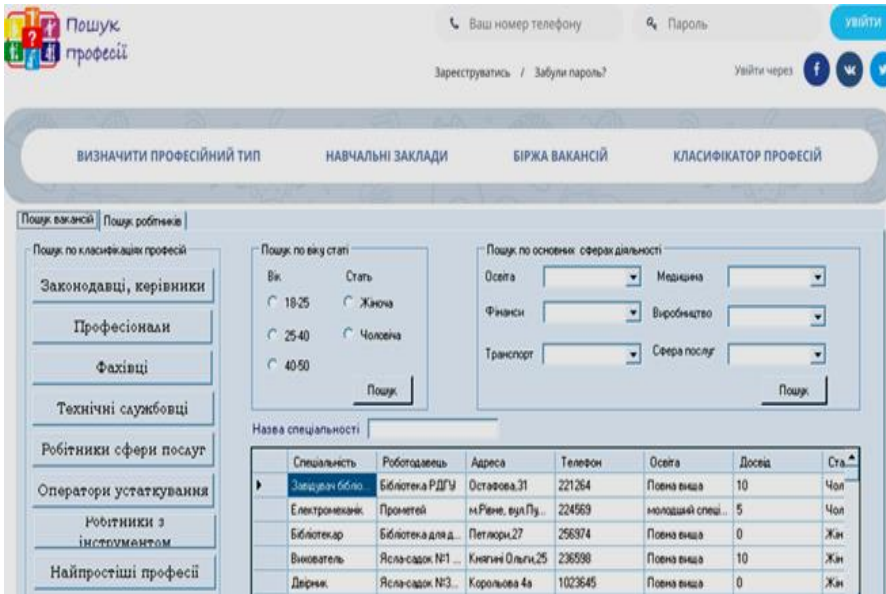 Пошук
професії
Ваш номер телефону
Пароль
УВІЙТИ
Зареєструватись / Забули пароль?
Увійти через
ВИЗНАЧИТИ ПРОФЕСІЙНИЙ ТИП
НАВЧАЛЬНІ ЗАКЛАДИ
БІРЖА ВАКАНСІЙ
КЛАСИФІКАТОР ПРОФЕСІЙ
Пошук вакансій
Пошук робітників
Пошук по класифікаціях професій
Законодавці, керівники
Професіонали
Фахівці
Технічні службовці
Робітники сфери послуг
Оператори устаткування
Робітники з
інструментом
Найпростіші професії
Пошук по віку статі
Вік Стать
18-25 Жіноча
25-40 Чоловіча
40-50
Пошук
Пошук по основних сферах діяльності
Освіта Медицина
Фінанси Виробництво
Транспорт Сфера послуг
Пошук
Назва спеціальності
Спеціальність Роботодавець Адреса Телефон Освіта Досвід Ста
Завідувач бібліо... Бібліотека РДГУ Остафова,31 221264 Повна вища 10 Чол
Електромеханік Прометей м.Рівне, вул.Пу... 224569 молодший спеці... 5 Чол
Бібліотекар Бібліотека для д... Петлюри,27 256974 Повна вища 0 Жін
Вихователь Ясла-садок №1 ... Княгині Ольги,25 236598 Повна вища 10 Жін
Двірник Ясла-садок №3... Корольова 4а 1023645 Повна вища 0 Жін